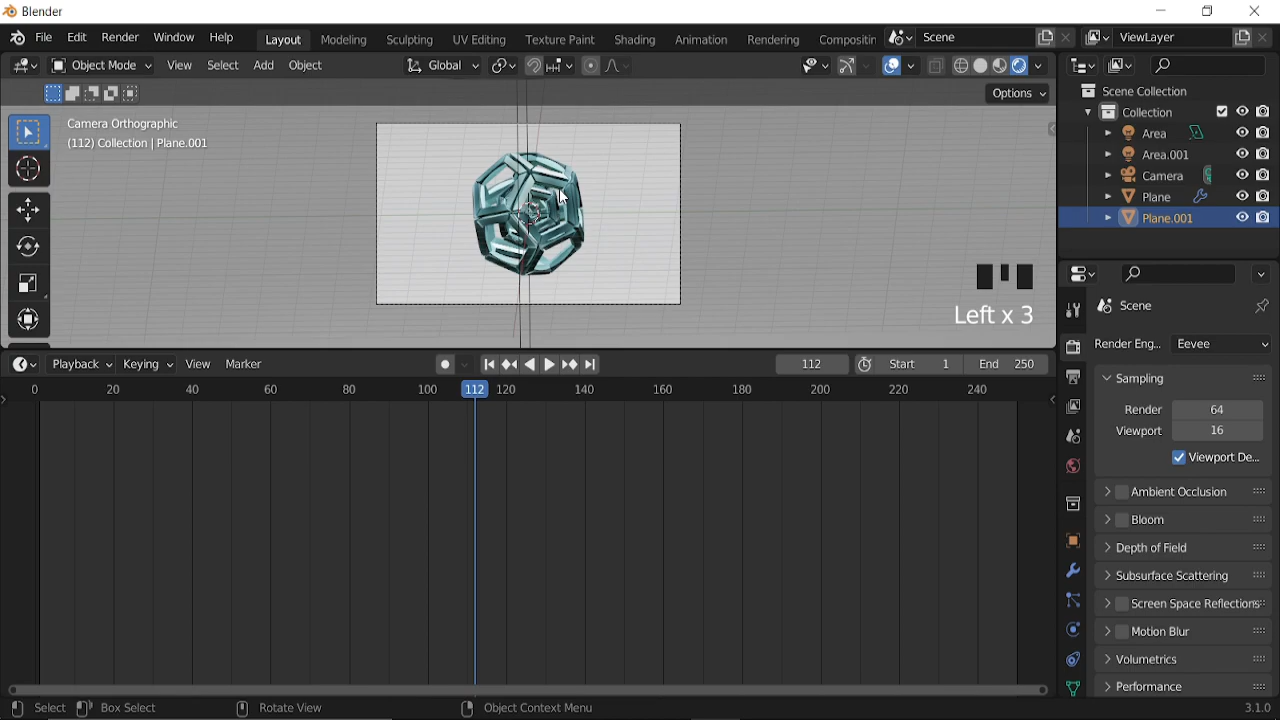 Blender
File Edit Render Window Help Layout Modeling Sculpting UV Editing Texture Paint Shading Animation Rendering Compositin Scene ViewLayer
Object Mode View Select Add Object Global
Options
Camera Orthographic
(112) Collection | Plane.001
Left x 3
Scene Collection
Collection
Area
Area.001
Camera
Plane
Plane.001
Scene
Render Eng... Eevee
Sampling
Render 64
Viewport 16
Viewport De...
Ambient Occlusion
Bloom
Depth of Field
Subsurface Scattering
Screen Space Reflections
Motion Blur
Volumetrics
Performance
Playback Keying View Marker 112 Start 1 End 250
0 20 40 60 80 100 112 120 140 160 180 200 220 240
Select Box Select Rotate View Object Context Menu 3.1.0